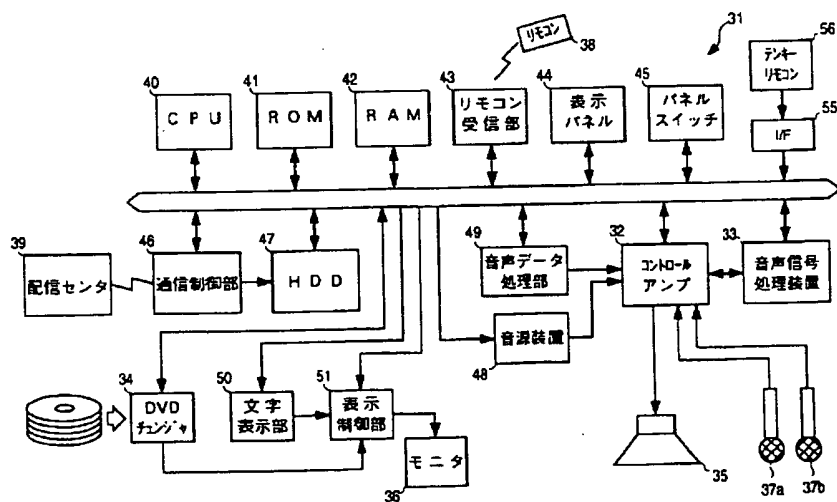 リモコン
38
31
56
テンキー
リモコン
55
I/F
40
CPU
41
ROM
42
RAM
43
リモコン
受信部
44
表示
パネル
45
パネル
スイッチ
39
配信センタ
46
通信制御部
47
HDD
49
音声データ
処理部
32
コントロール
アンプ
33
音声信号
処理装置
音源装置
48
34
DVD
チェンジャ
50
文字
表示部
51
表示
制御部
モニタ
36
35
37a
37b